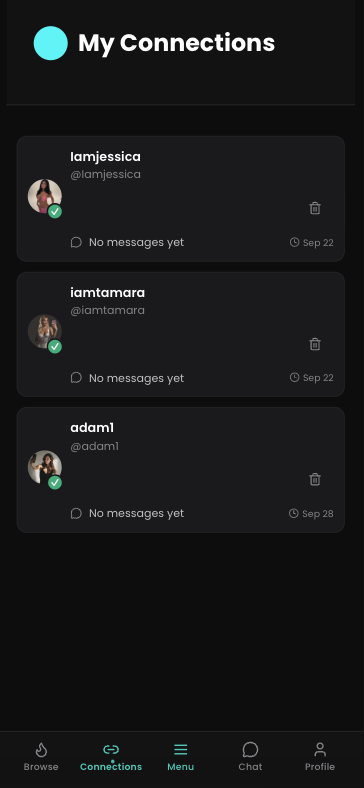 My Connections
Iamjessica
@Iamjessica
No messages yet
Sep 22
iamtamara
@iamtamara
No messages yet
Sep 22
adam1
@adam1
No messages yet
Sep 28
Browse
Connections
Menu
Chat
Profile